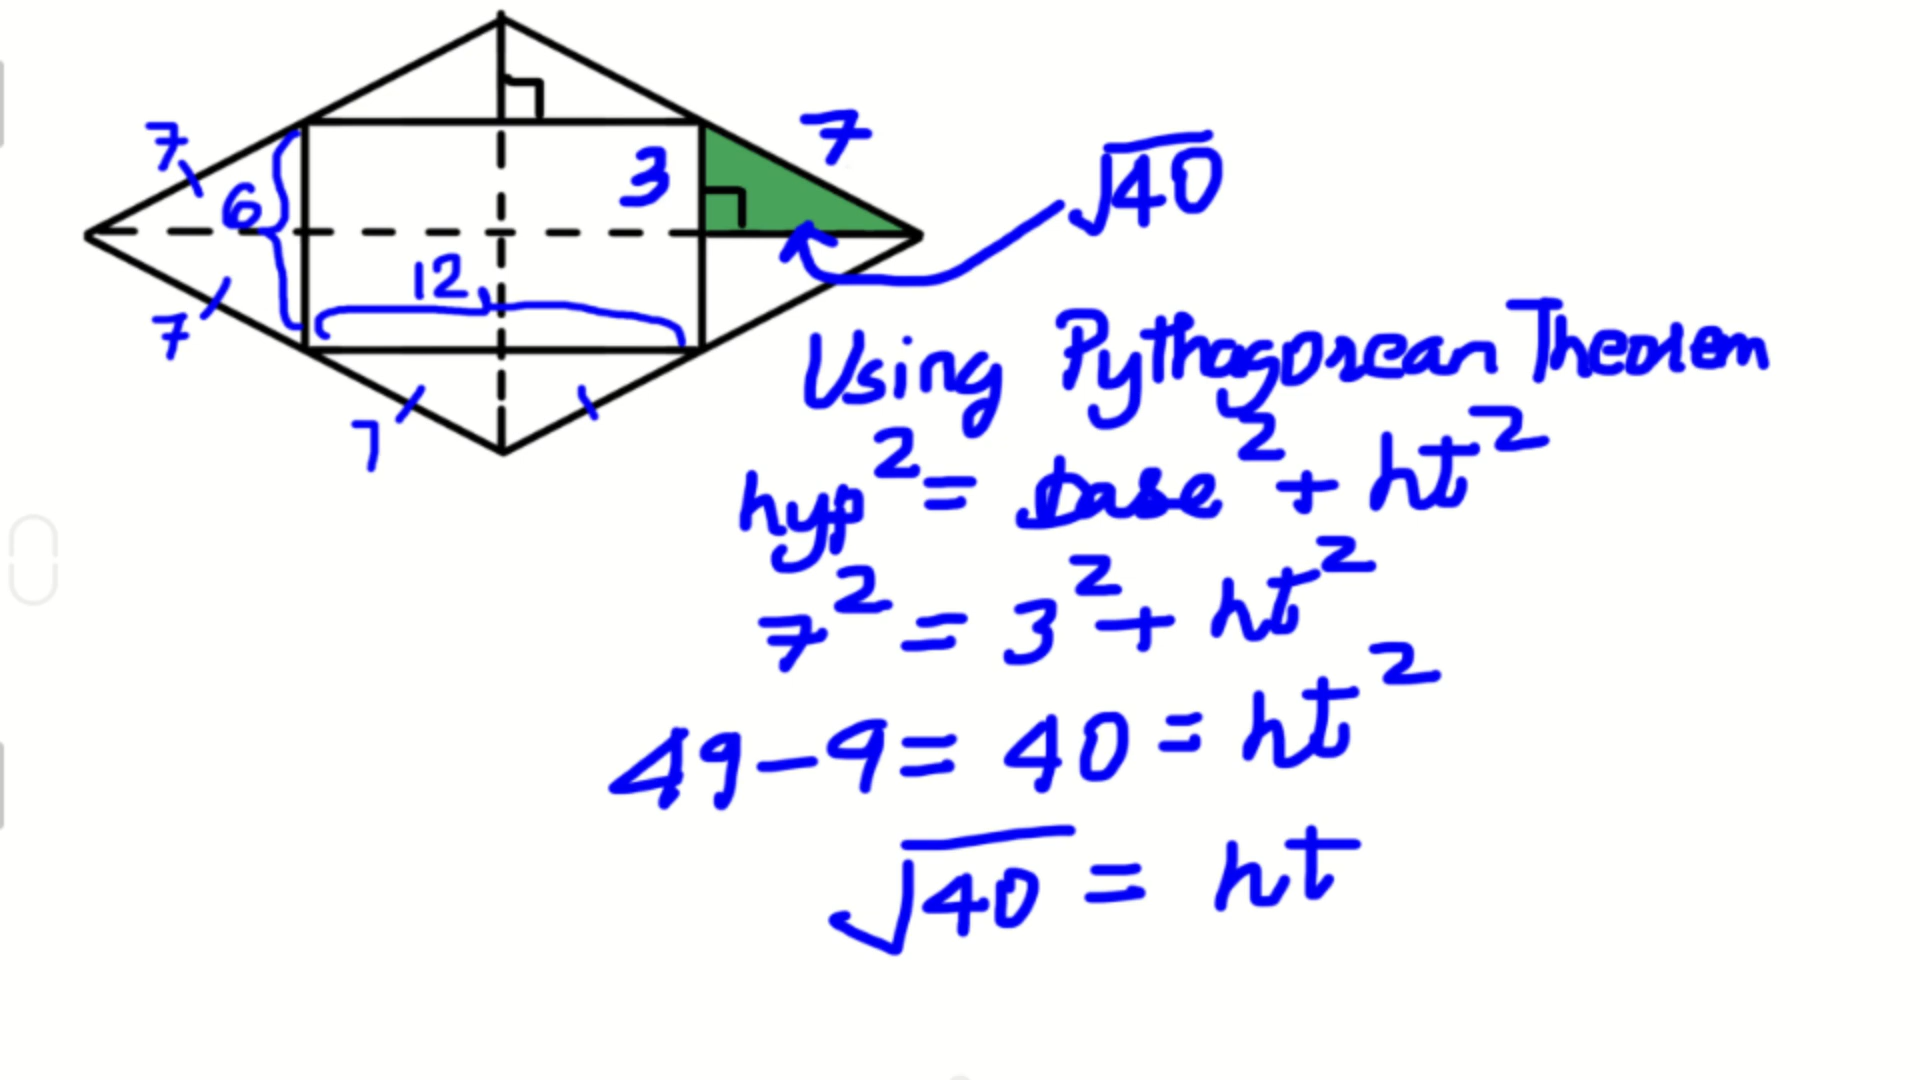 7
7
√40
7
6
3
12
7
7
Using Pythagorean Theorem
hyp² = base² + ht²
7² = 3² + ht²
49 - 9 = 40 = ht²
√40 = ht